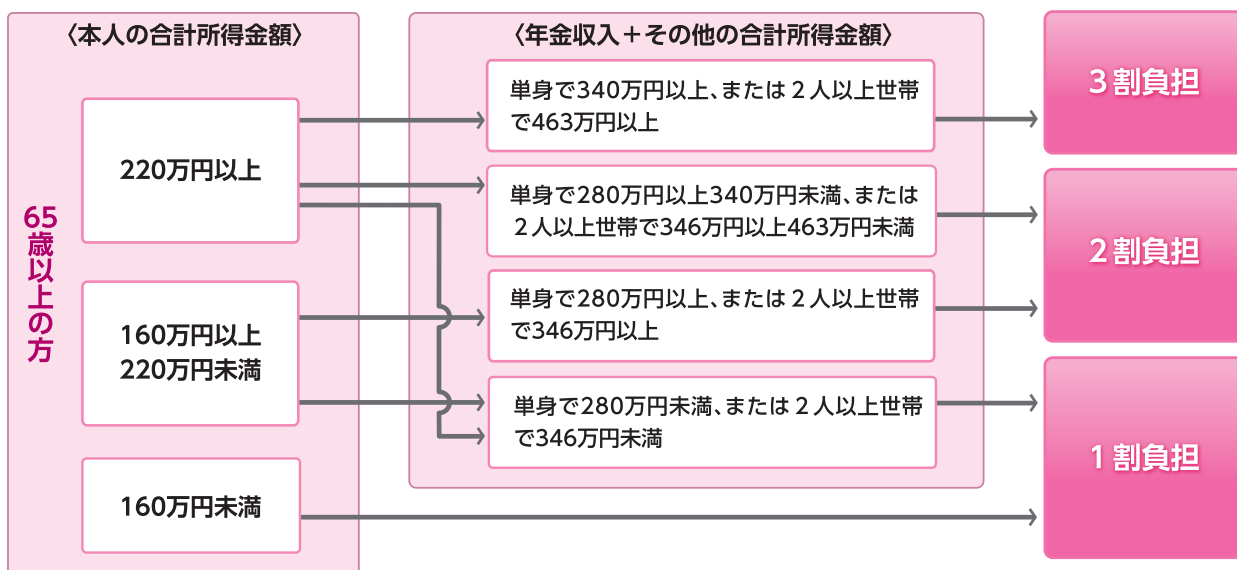 〈本人の合計所得金額〉
〈年金収入＋その他の合計所得金額〉
65歳以上の方
220万円以上
160万円以上
220万円未満
160万円未満
単身で340万円以上、または２人以上世帯
で463万円以上
単身で280万円以上340万円未満、または
２人以上世帯で346万円以上463万円未満
単身で280万円以上、または２人以上世帯
で346万円以上
単身で280万円未満、または２人以上世帯
で346万円未満
３割負担
２割負担
１割負担